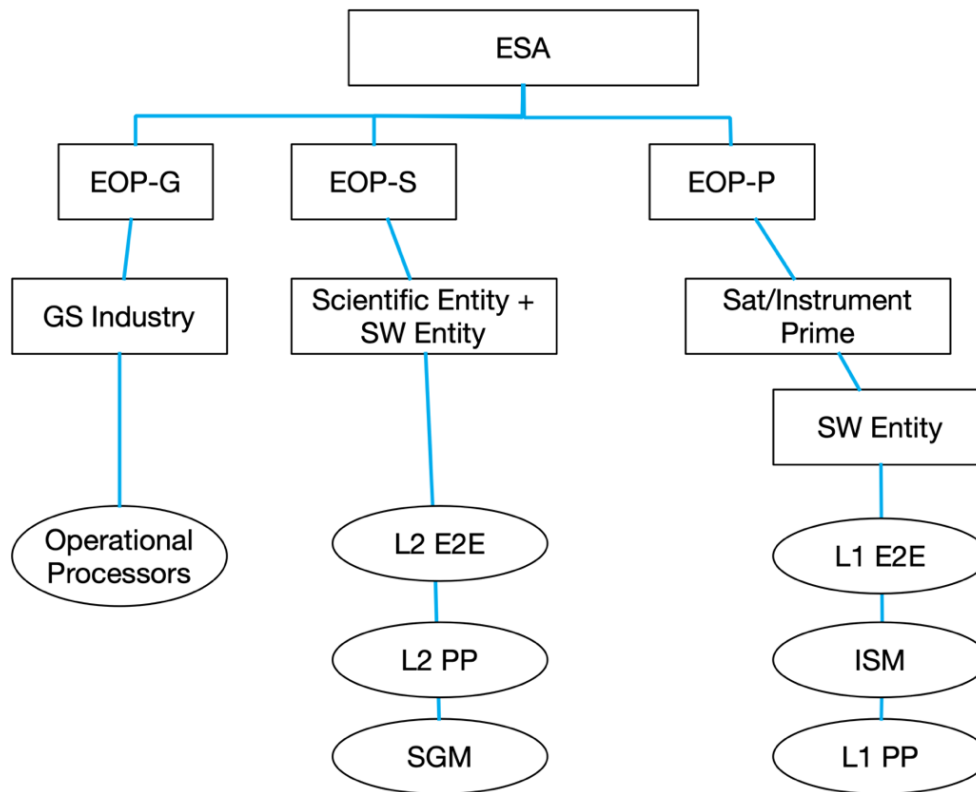 ESA
EOP-G
EOP-S
EOP-P
GS Industry
Scientific Entity +
SW Entity
Sat/Instrument
Prime
SW Entity
Operational
Processors
L2 E2E
L1 E2E
L2 PP
ISM
SGM
L1 PP